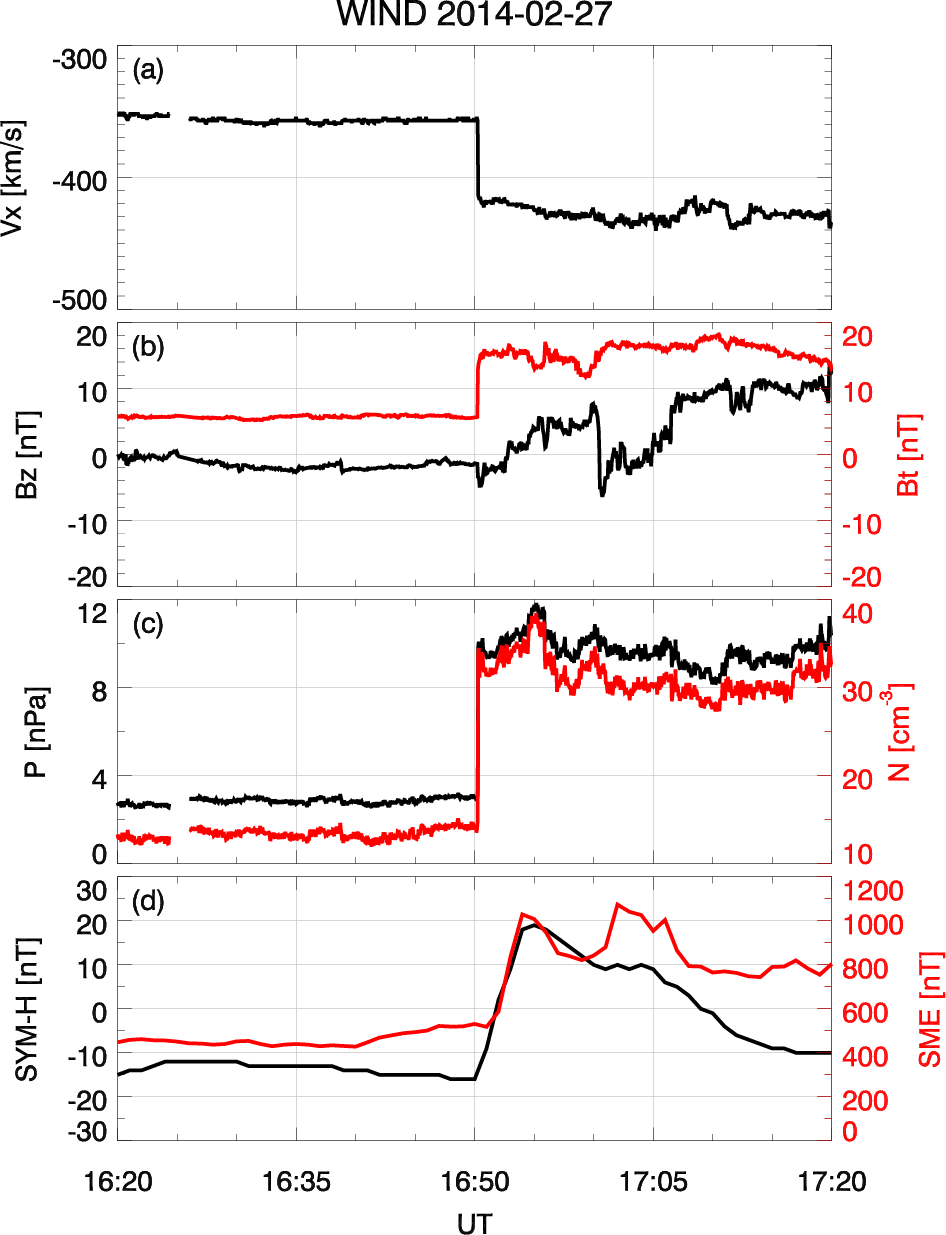 WIND 2014-02-27
(a)
-300
-400
-500
Vx [km/s]
(b)
20
10
0
-10
-20
Bz [nT]
20
10
0
-10
-20
Bt [nT]
(c)
12
8
4
0
P [nPa]
40
30
20
10
N [cm⁻³]
(d)
30
20
10
0
-10
-20
-30
SYM-H [nT]
1200
1000
800
600
400
200
0
SME [nT]
16:20 16:35 16:50 17:05 17:20
UT